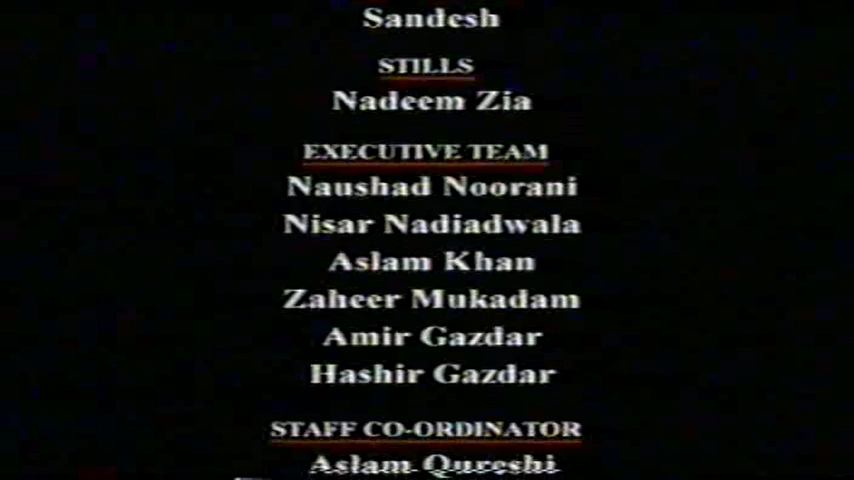 Sandesh
STILLS
Nadeem Zia
EXECUTIVE TEAM
Naushad Noorani
Nisar Nadiadwala
Aslam Khan
Zaheer Mukadam
Amir Gazdar
Hashir Gazdar
STAFF CO-ORDINATOR
Aslam Qureshi